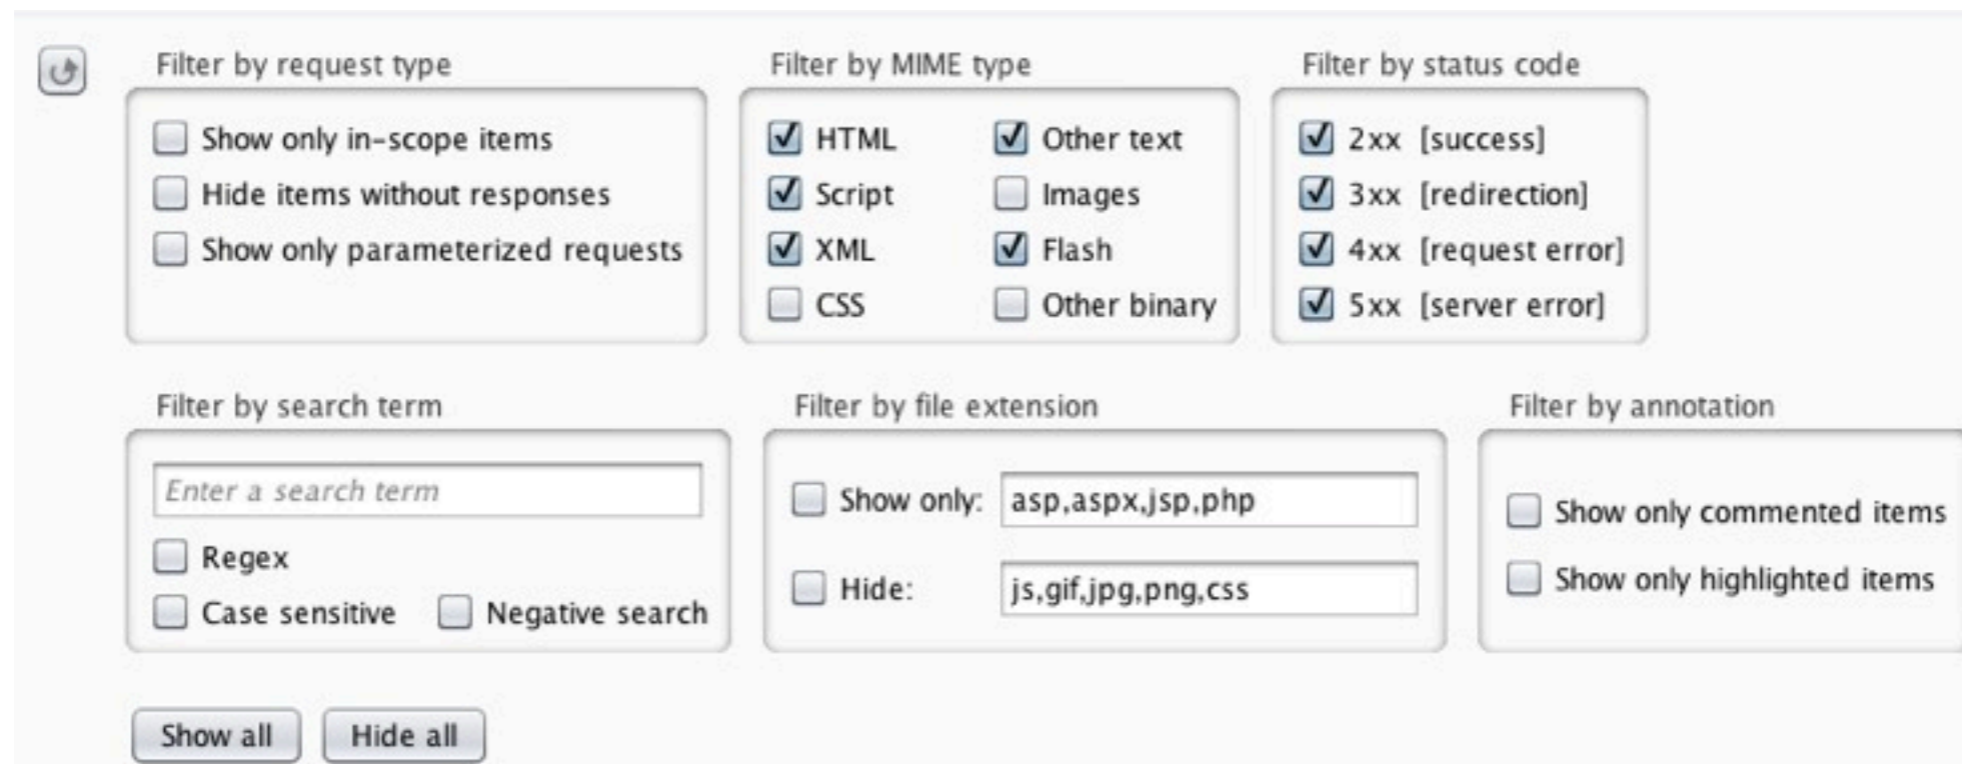 Filter by request type
Show only in-scope items
Hide items without responses
Show only parameterized requests
Filter by MIME type
HTML
Other text
Script
Images
XML
Flash
CSS
Other binary
Filter by status code
2xx [success]
3xx [redirection]
4xx [request error]
5xx [server error]
Filter by search term
Enter a search term
Regex
Case sensitive
Negative search
Filter by file extension
Show only: asp,aspx,jsp,php
Hide: js,gif,jpg,png,css
Filter by annotation
Show only commented items
Show only highlighted items
Show all
Hide all